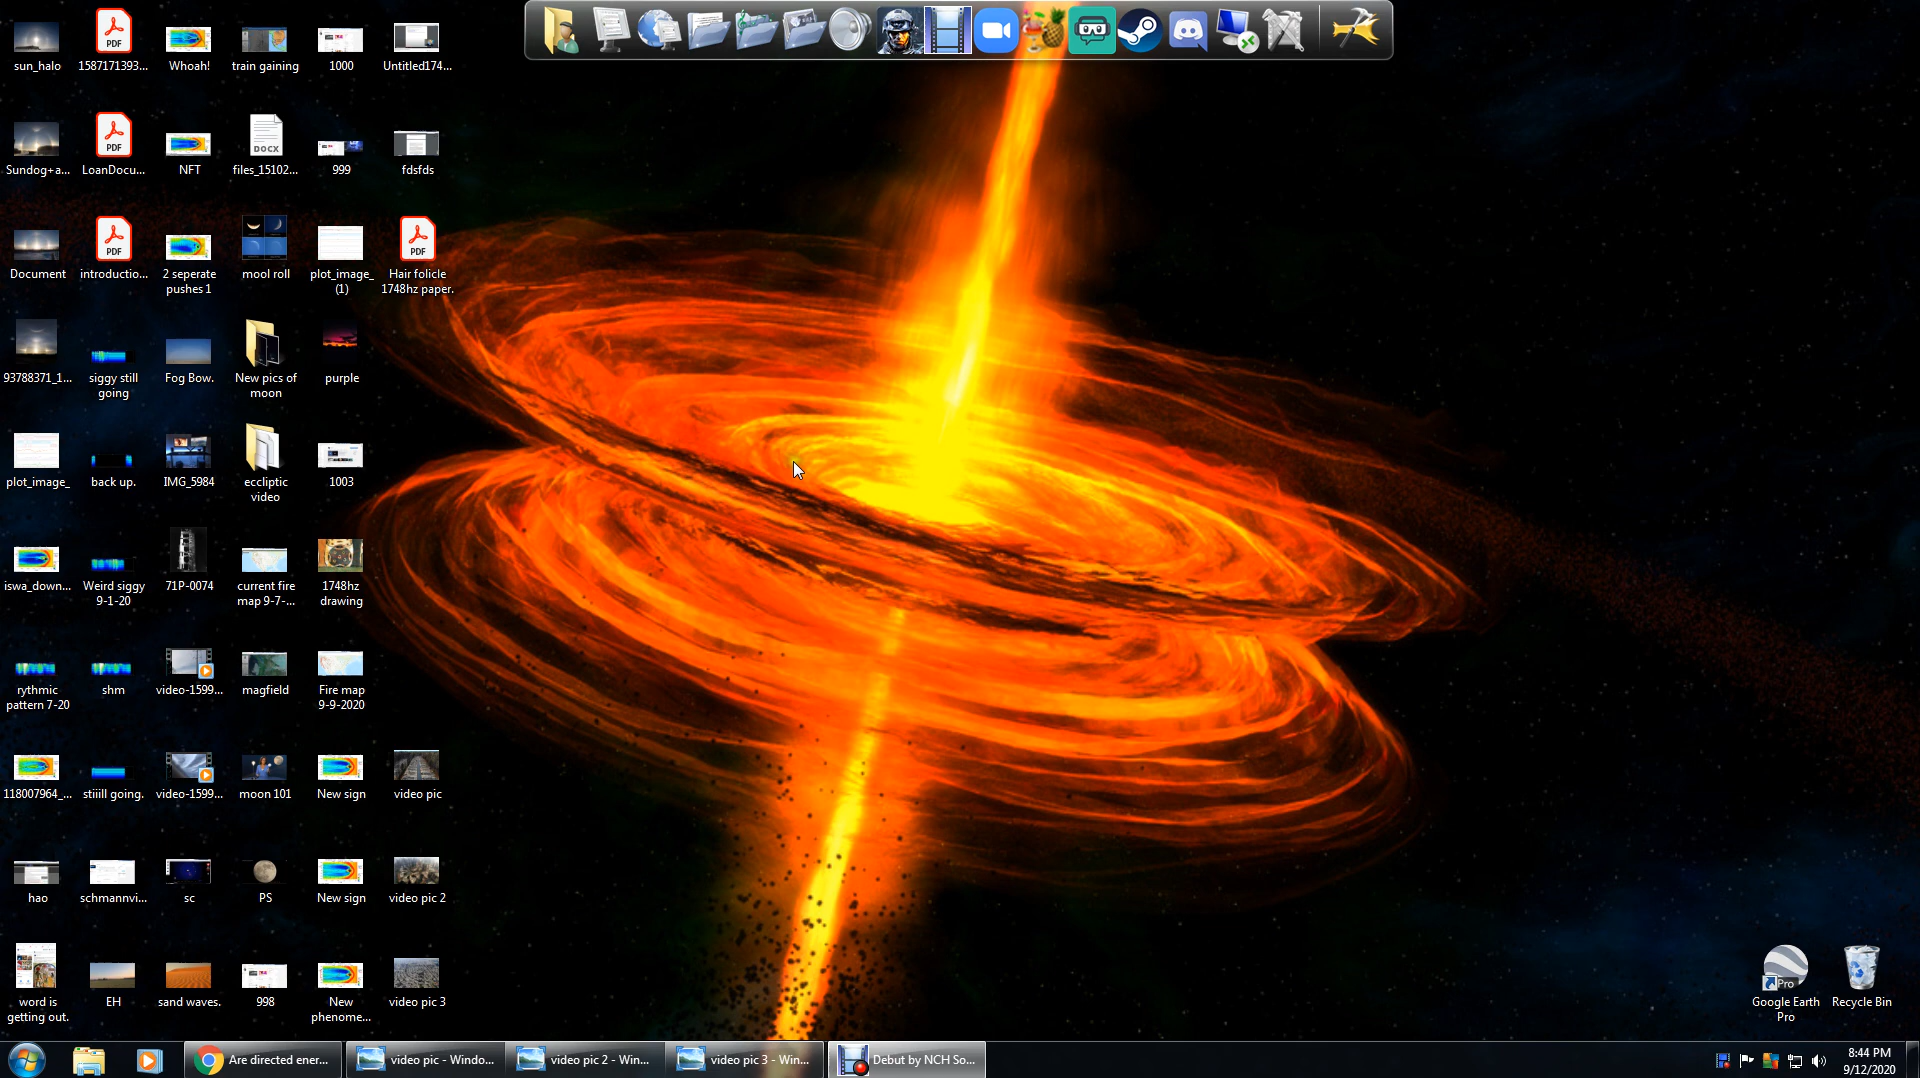 sun_halo
1587171393...
Whoah!
train gaining
1000
Untitled174...
PDF
Sundog+a...
LoanDocu...
NFT
files_15102...
999
fdsfds
PDF
DOCX
Document
introductio...
2 seperate
pushes 1
mool roll
plot_image_
(1)
Hair folicle
1748hz paper.
PDF
PDF
93788371_1...
siggy still
going
Fog Bow.
New pics of
moon
purple
plot_image_
back up.
IMG_5984
eccliptic
video
1003
iswa_down...
Weird siggy
9-1-20
71P-0074
current fire
map 9-7-...
1748hz
drawing
rythmic
pattern 7-20
shm
video-1599...
magfield
Fire map
9-9-2020
118007964_...
stiiill going.
video-1599...
moon 101
New sign
video pic
hao
schmannvi...
sc
PS
New sign
video pic 2
word is
getting out.
EH
sand waves.
998
New
phenome...
video pic 3
Pro
Google Earth
Pro
Recycle Bin
Are directed ener...
video pic - Windo...
video pic 2 - Win...
video pic 3 - Win...
Debut by NCH So...
8:44 PM
9/12/2020